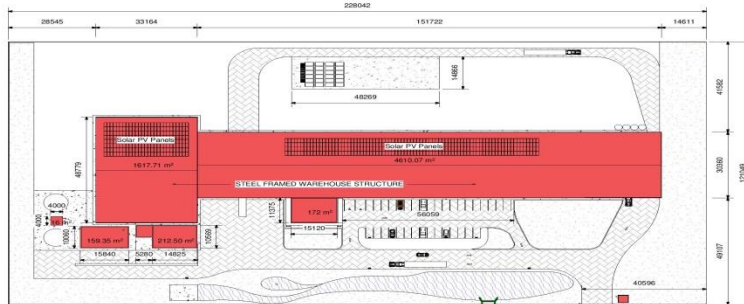 228042
28545 33164 151722 14611
14866
48269
41582
Solar PV Panels
Solar PV Panels
1617.71 m²
4610.07 m²
48779
30360
STEEL FRAMED WAREHOUSE STRUCTURE
4000
4000
11375
172 m²
56059
15120
10060
159.35 m²
212.50 m²
10599
49107
15840 5280 14825
40596